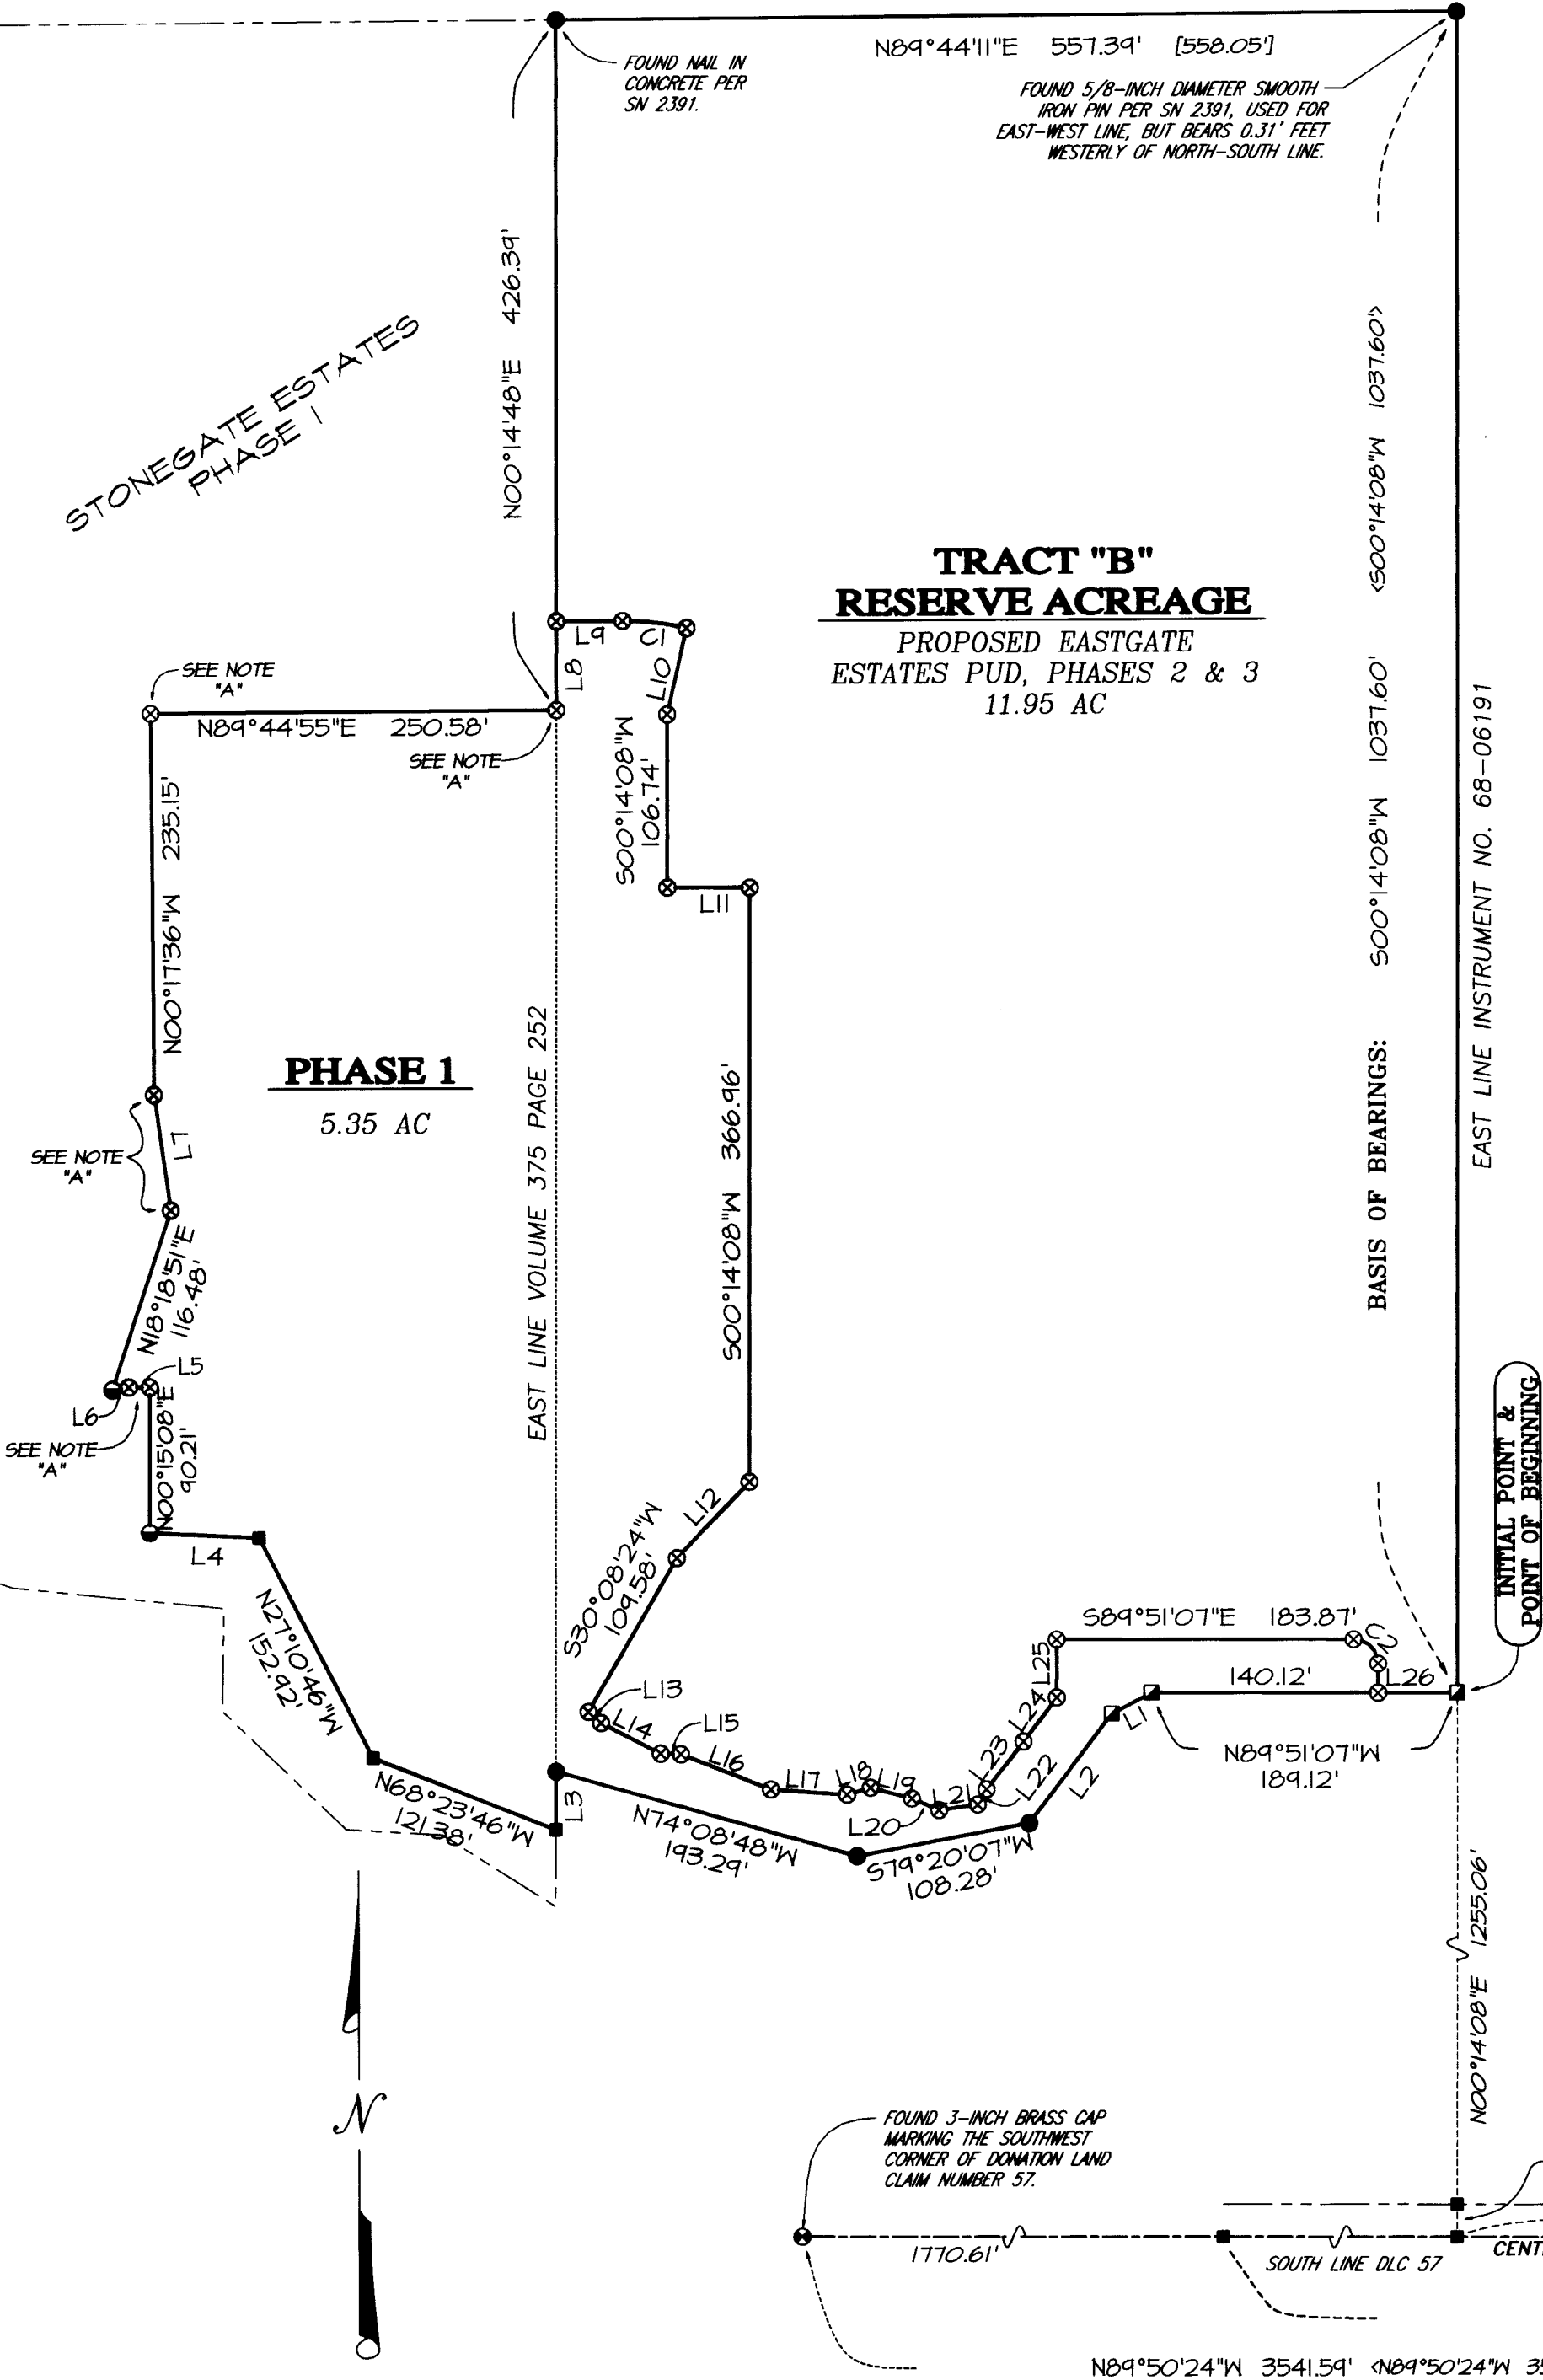 N89°44'11"E 557.39' [558.05']
FOUND NAIL IN
CONCRETE PER
SN 2391.
FOUND 5/8-INCH DIAMETER SMOOTH
IRON PIN PER SN 2391, USED FOR
EAST-WEST LINE, BUT BEARS 0.31' FEET
WESTERLY OF NORTH-SOUTH LINE.
N00°14'48"E 426.39'
<S00°14'08"W 1037.60'>
STONEGATE ESTATES
PHASE 1
TRACT "B"
RESERVE ACREAGE
PROPOSED EASTGATE
ESTATES PUD, PHASES 2 & 3
11.95 AC
L9
C1
L8
L10
SEE NOTE
"A"
N89°44'55"E 250.58'
SEE NOTE
"A"
S00°14'08"W
106.74'
L11
N00°17'36"W 235.15'
S00°14'08"W 1037.60'
BASIS OF BEARINGS:
EAST LINE INSTRUMENT NO. 68-06191
PHASE 1
5.35 AC
EAST LINE VOLUME 375 PAGE 252
S00°14'08"W 366.96'
L7
SEE NOTE
"A"
N18°18'51"E
116.48'
L5
L6
SEE NOTE
"A"
N00°15'08"E
90.21'
L4
INITIAL POINT &
POINT OF BEGINNING
L12
S30°08'24"W
109.58'
N27°10'46"W
152.92'
S89°51'07"E 183.87'
C2
L25
140.12'
L26
L13
L14
L15
L24
L1
L16
L23
N89°51'07"W
189.12'
L17
L18
L19
L22
L2
L21
L20
L3
N68°23'46"W
121.38'
N74°08'48"W
193.29'
S79°20'07"W
108.28'
N00°14'08"E 1255.06'
N
FOUND 3-INCH BRASS CAP
MARKING THE SOUTHWEST
CORNER OF DONATION LAND
CLAIM NUMBER 57.
1770.61'
SOUTH LINE DLC 57
CENT
N89°50'24"W 3541.59' <N89°50'24"W 35